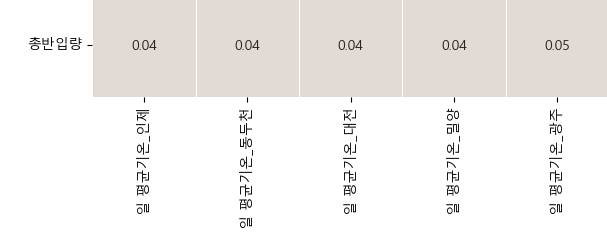 총반입량
0.04 0.04 0.04 0.04 0.05
일 평균기온_인제
일 평균기온_동두천
일 평균기온_대전
일 평균기온_밀양
일 평균기온_광주